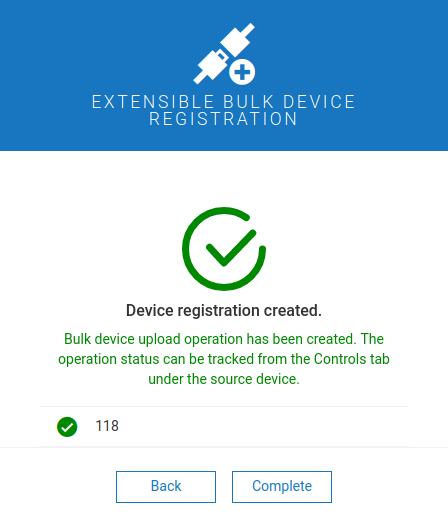 EXTENSIBLE BULK DEVICE
REGISTRATION
Device registration created.
Bulk device upload operation has been created. The
operation status can be tracked from the Controls tab
under the source device.
118
Back
Complete